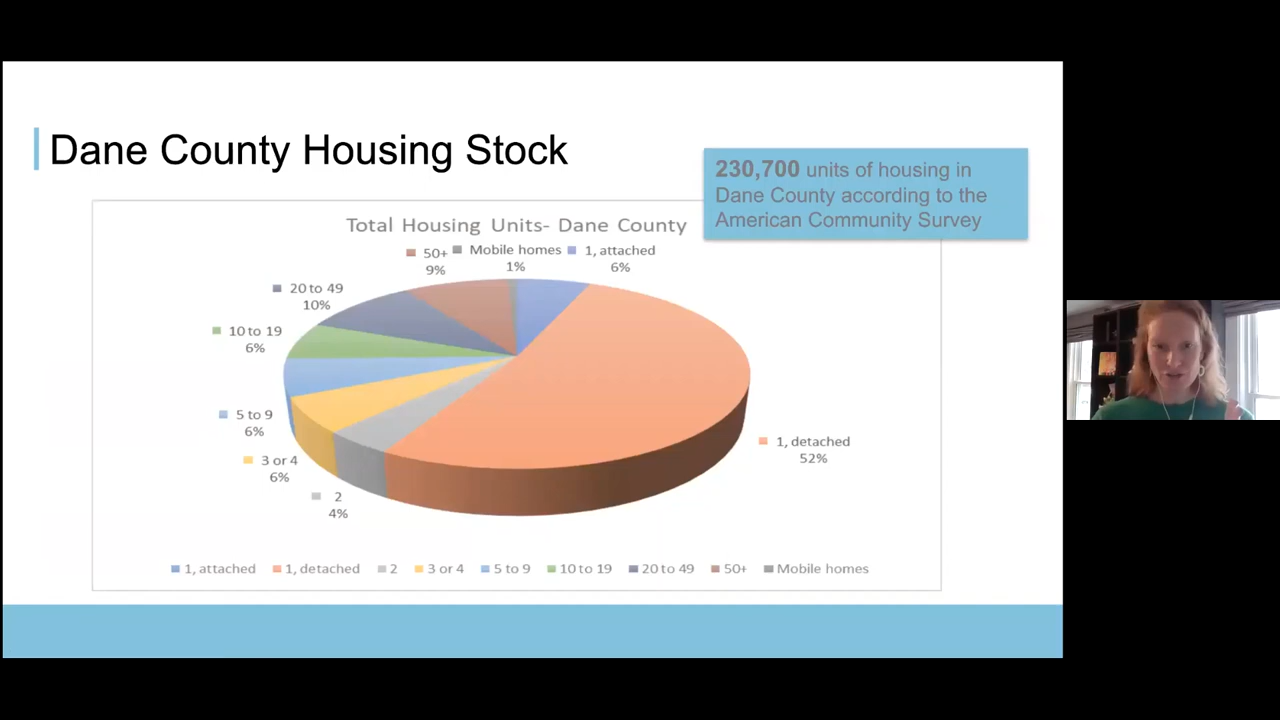 Dane County Housing Stock
230,700 units of housing in
Dane County according to the
American Community Survey
Total Housing Units- Dane County
50+
9%
Mobile homes
1%
1, attached
6%
20 to 49
10%
10 to 19
6%
5 to 9
6%
3 or 4
6%
2
4%
1, detached
52%
1, attached 1, detached 2 3 or 4 5 to 9 10 to 19 20 to 49 50+ Mobile homes